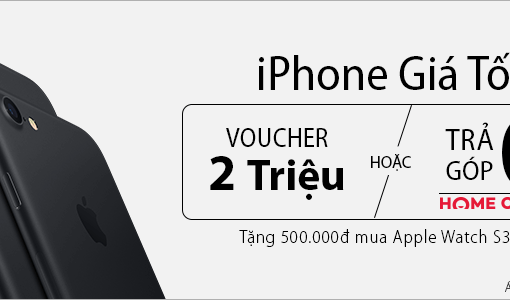 iPhone Giá Tố
VOUCHER
2 Triệu
HOẶC
TRẢ
GÓP
HOME C
Tặng 500.000đ mua Apple Watch S3